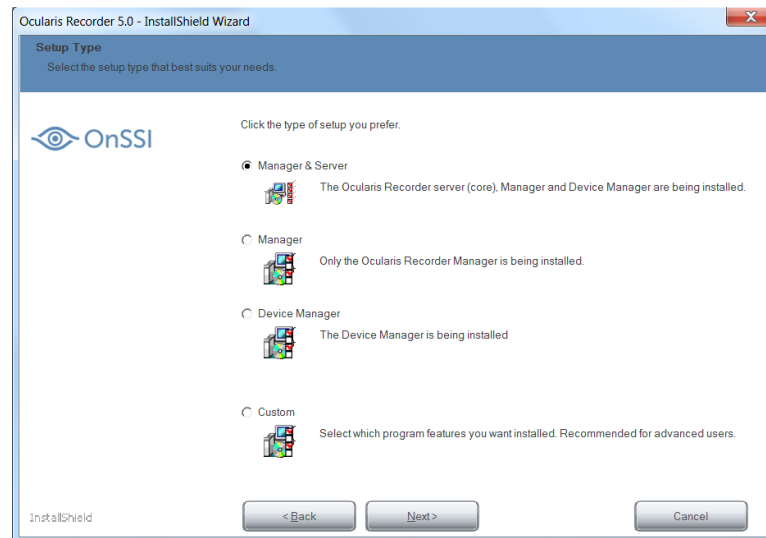 Ocularis Recorder 5.0 - InstallShield Wizard
Setup Type
Select the setup type that best suits your needs.
OnSSI
Click the type of setup you prefer.
Manager & Server
The Ocularis Recorder server (core), Manager and Device Manager are being installed.
Manager
Only the Ocularis Recorder Manager is being installed.
Device Manager
The Device Manager is being installed
Custom
Select which program features you want installed. Recommended for advanced users.
InstallShield
< Back
Next >
Cancel